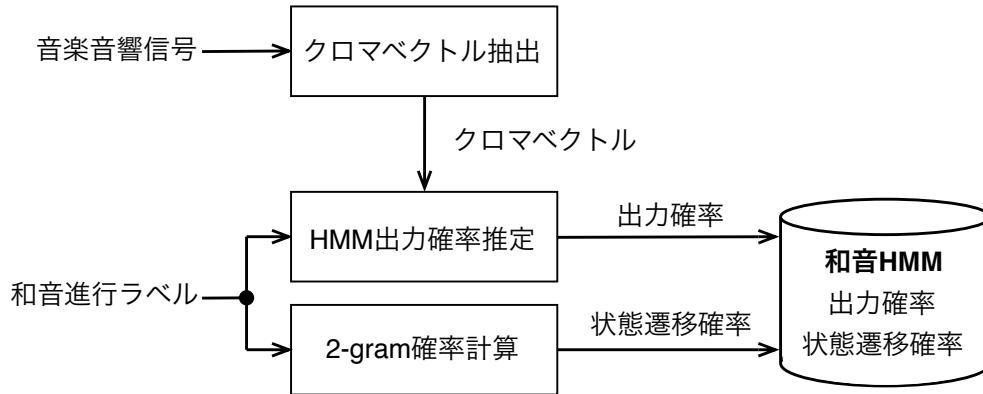 音楽音響信号
クロマベクトル抽出
クロマベクトル
HMM出力確率推定
出力確率
和音進行ラベル
2-gram確率計算
状態遷移確率
和音HMM
出力確率
状態遷移確率